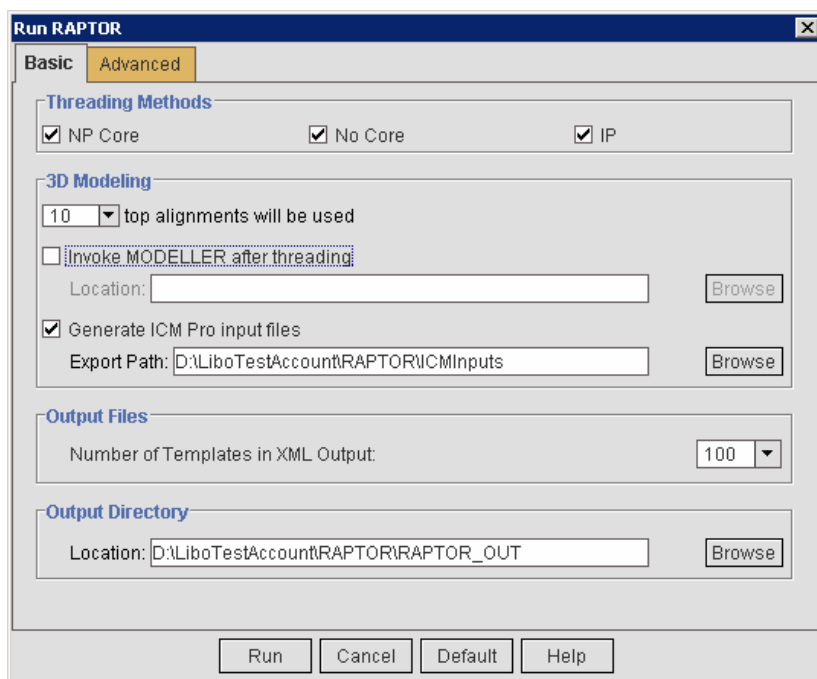 Run RAPTOR
Basic Advanced
Threading Methods
NP Core No Core IP
3D Modeling
10 top alignments will be used
Invoke MODELLER after threading
Location: Browse
Generate ICM Pro input files
Export Path: D:\LiboTestAccount\RAPTOR\ICMInputs Browse
Output Files
Number of Templates in XML Output: 100
Output Directory
Location: D:\LiboTestAccount\RAPTOR\RAPTOR_OUT Browse
Run Cancel Default Help